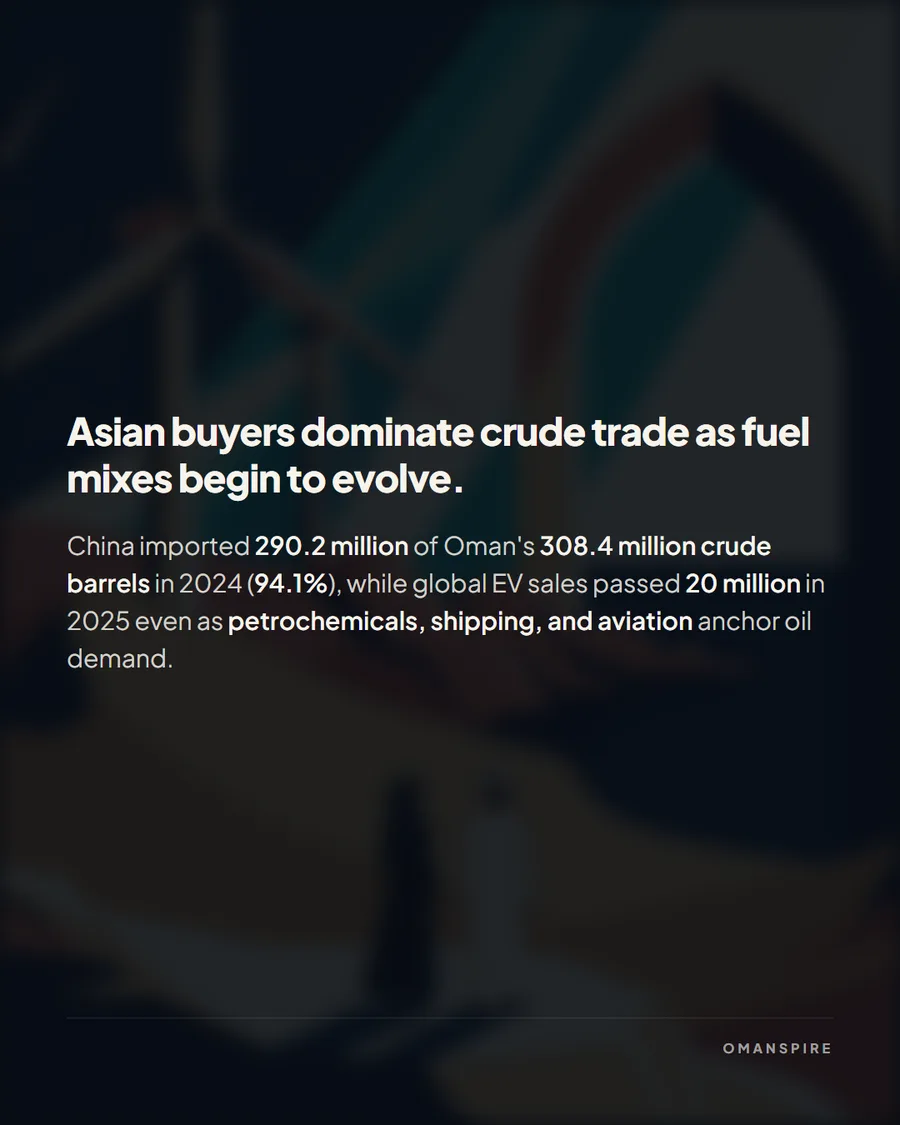 Asian buyers dominate crude trade as fuel
mixes begin to evolve.
China imported 290.2 million of Oman's 308.4 million crude
barrels in 2024 (94.1%), while global EV sales passed 20 million in
2025 even as petrochemicals, shipping, and aviation anchor oil
demand.
OMANSPIRE